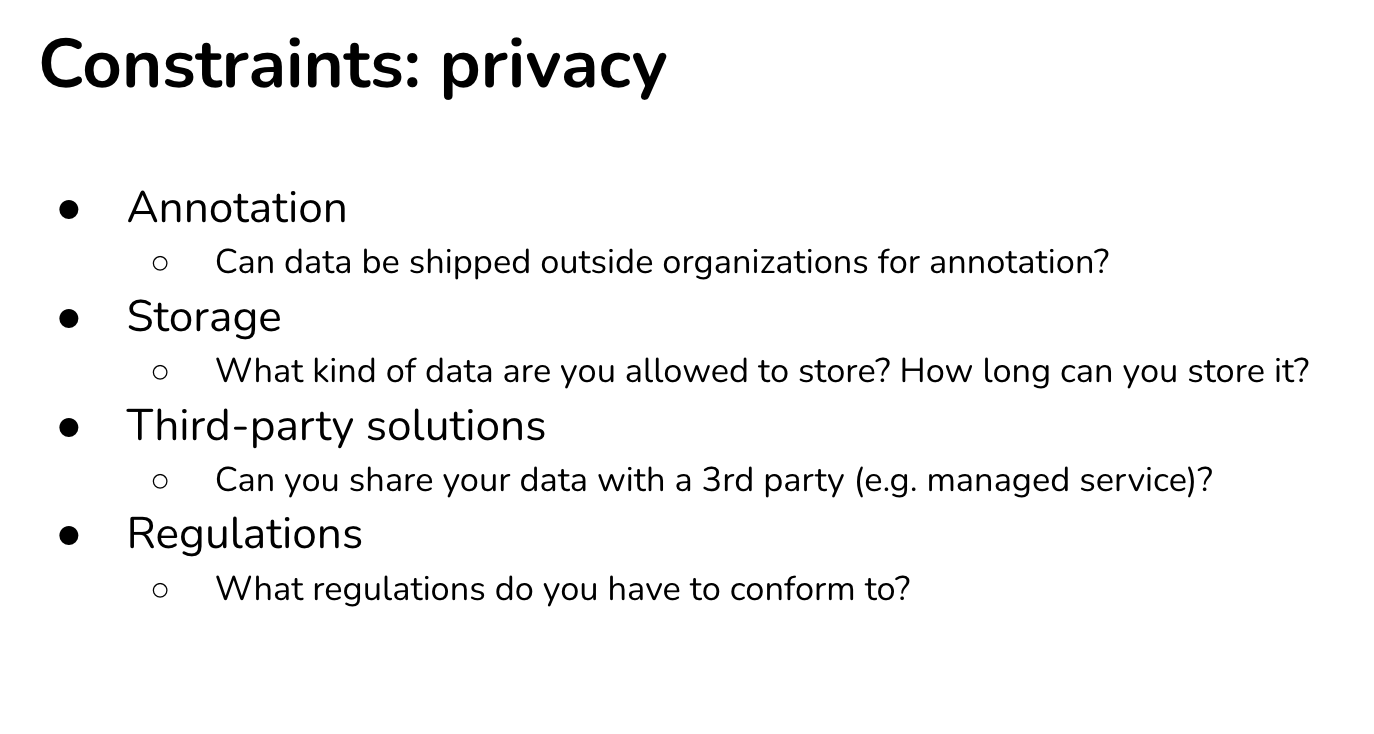 Constraints: privacy
● Annotation
○ Can data be shipped outside organizations for annotation?
● Storage
○ What kind of data are you allowed to store? How long can you store it?
● Third-party solutions
○ Can you share your data with a 3rd party (e.g. managed service)?
● Regulations
○ What regulations do you have to conform to?